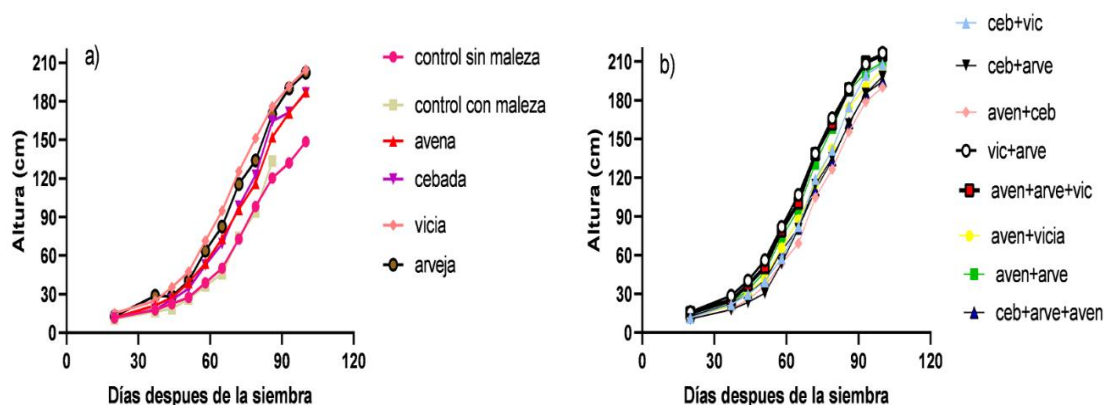 a)
Altura (cm)
210
180
150
120
90
60
30
0
0 30 60 90 120
Días despues de la siembra
control sin maleza
control con maleza
avena
cebada
vicia
arveja
b)
Altura (cm)
210
180
150
120
90
60
30
0
0 30 60 90 120
Días despues de la siembra
ceb+vic
ceb+arve
aven+ceb
vic+arve
aven+arve+vic
aven+vicia
aven+arve
ceb+arve+aven